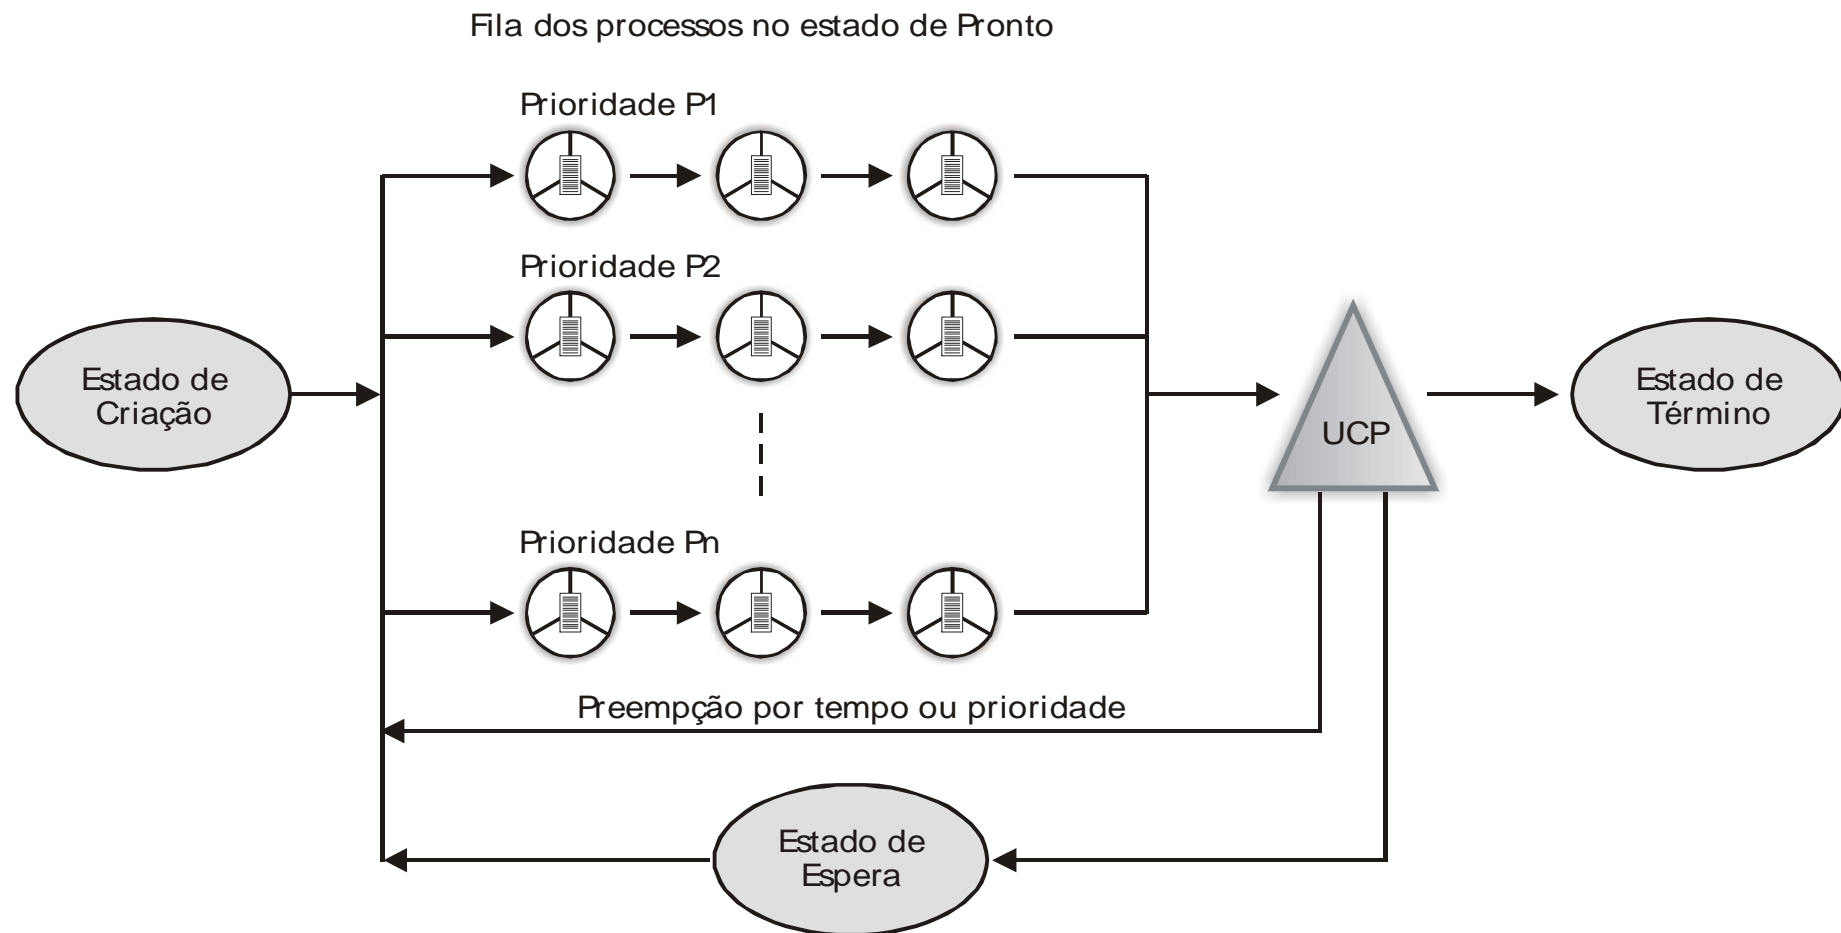 Fila dos processos no estado de Pronto
Prioridade P1
Prioridade P2
Estado de
Criação
UCP
Estado de
Término
Prioridade Pn
Preempção por tempo ou prioridade
Estado de
Espera